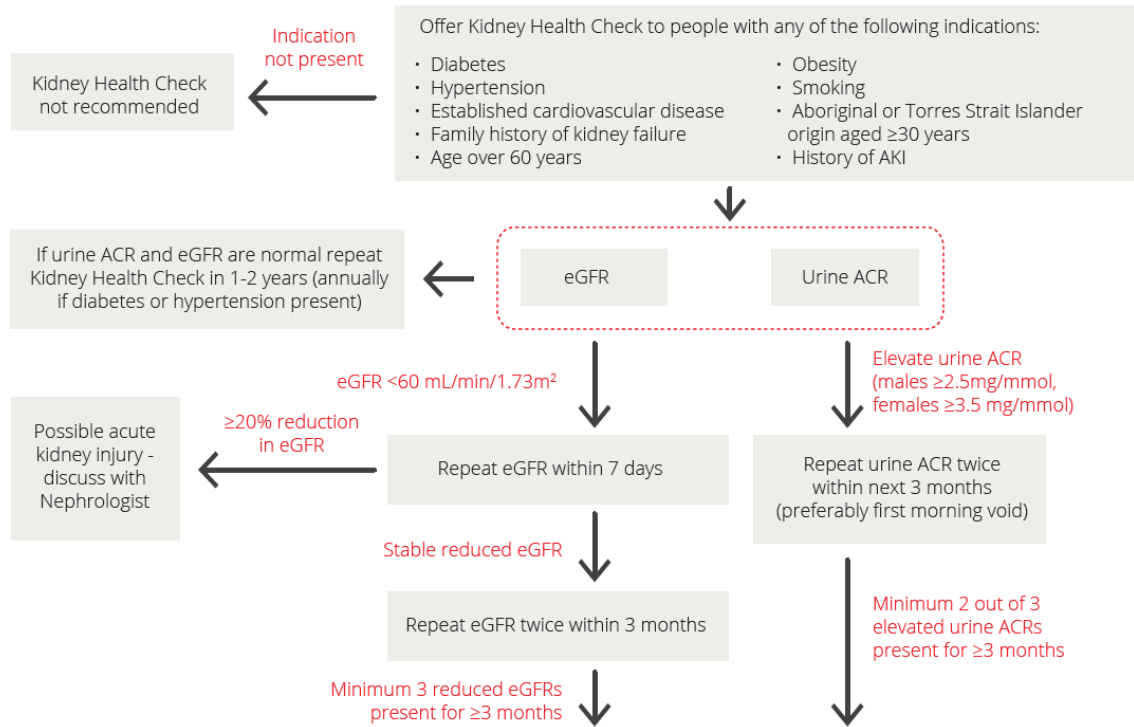 Offer Kidney Health Check to people with any of the following indications:
• Diabetes
• Hypertension
• Established cardiovascular disease
• Family history of kidney failure
• Age over 60 years
• Obesity
• Smoking
• Aboriginal or Torres Strait Islander
origin aged ≥30 years
• History of AKI
Indication
not present
Kidney Health Check
not recommended
If urine ACR and eGFR are normal repeat
Kidney Health Check in 1-2 years (annually
if diabetes or hypertension present)
eGFR
Urine ACR
eGFR <60 mL/min/1.73m²
Elevate urine ACR
(males ≥2.5mg/mmol,
females ≥3.5 mg/mmol)
≥20% reduction
in eGFR
Possible acute
kidney injury -
discuss with
Nephrologist
Repeat eGFR within 7 days
Repeat urine ACR twice
within next 3 months
(preferably first morning void)
Stable reduced eGFR
Repeat eGFR twice within 3 months
Minimum 2 out of 3
elevated urine ACRs
present for ≥3 months
Minimum 3 reduced eGFRs
present for ≥3 months